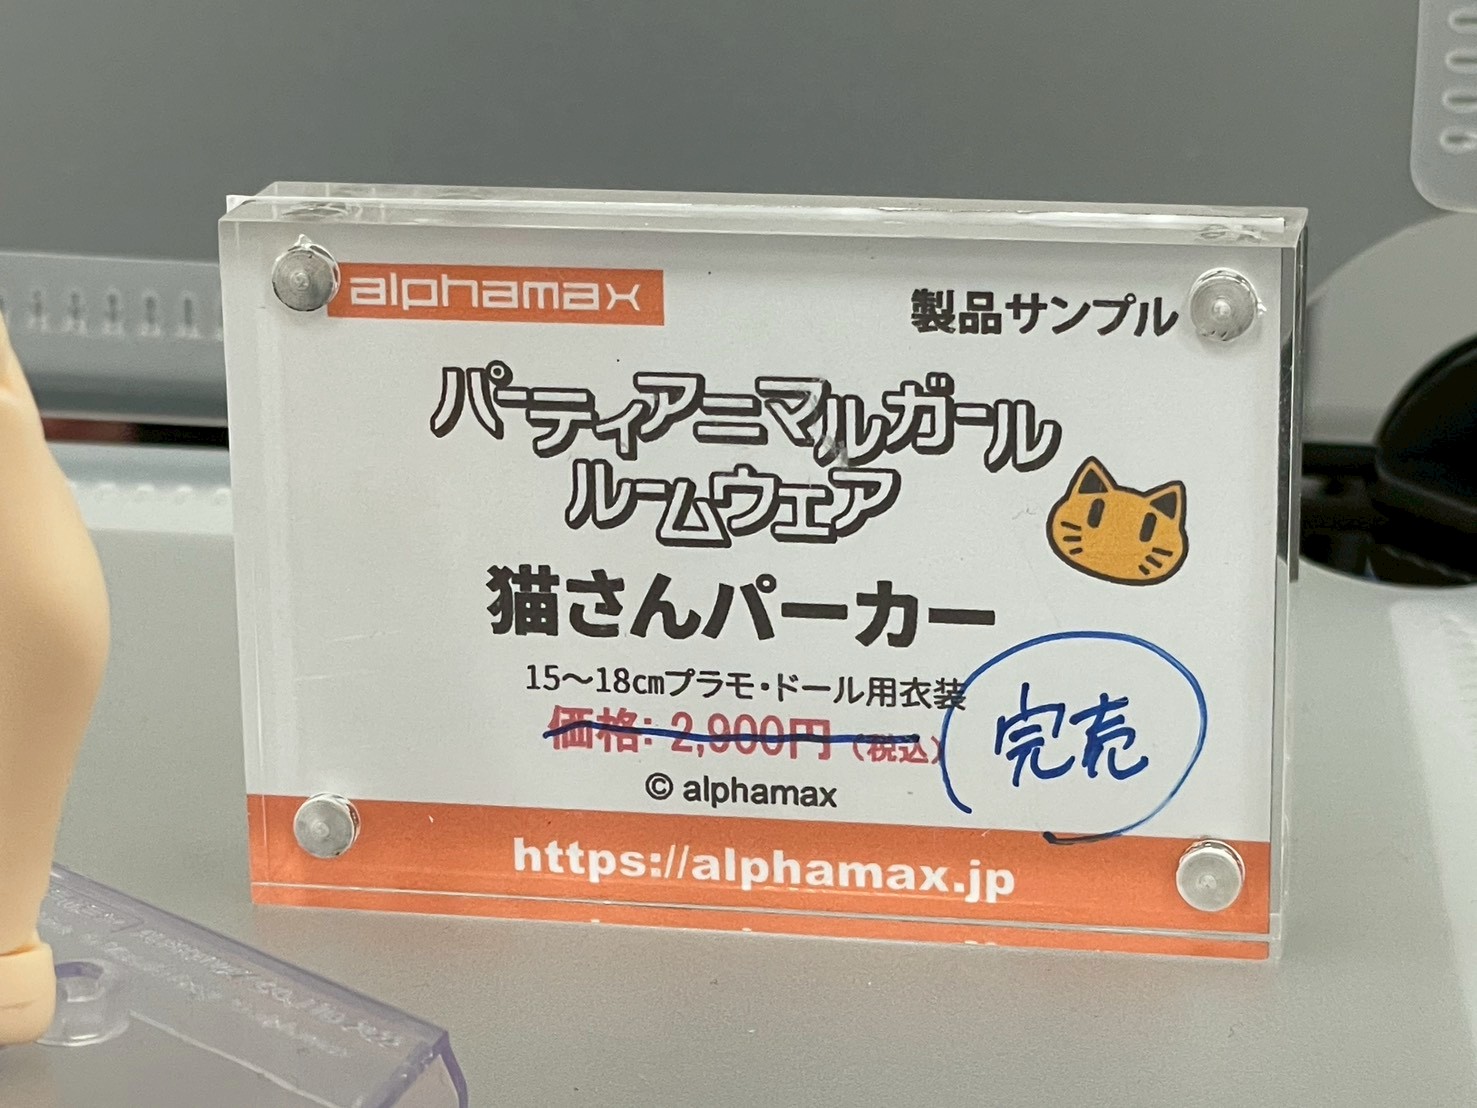 alphamax
製品サンプル
パーティアニマルガール
ルームウェア
猫さんパーカー
15～18cmプラモ・ドール用衣装
価格: 2,900円 (税込)
完売
© alphamax
https://alphamax.jp